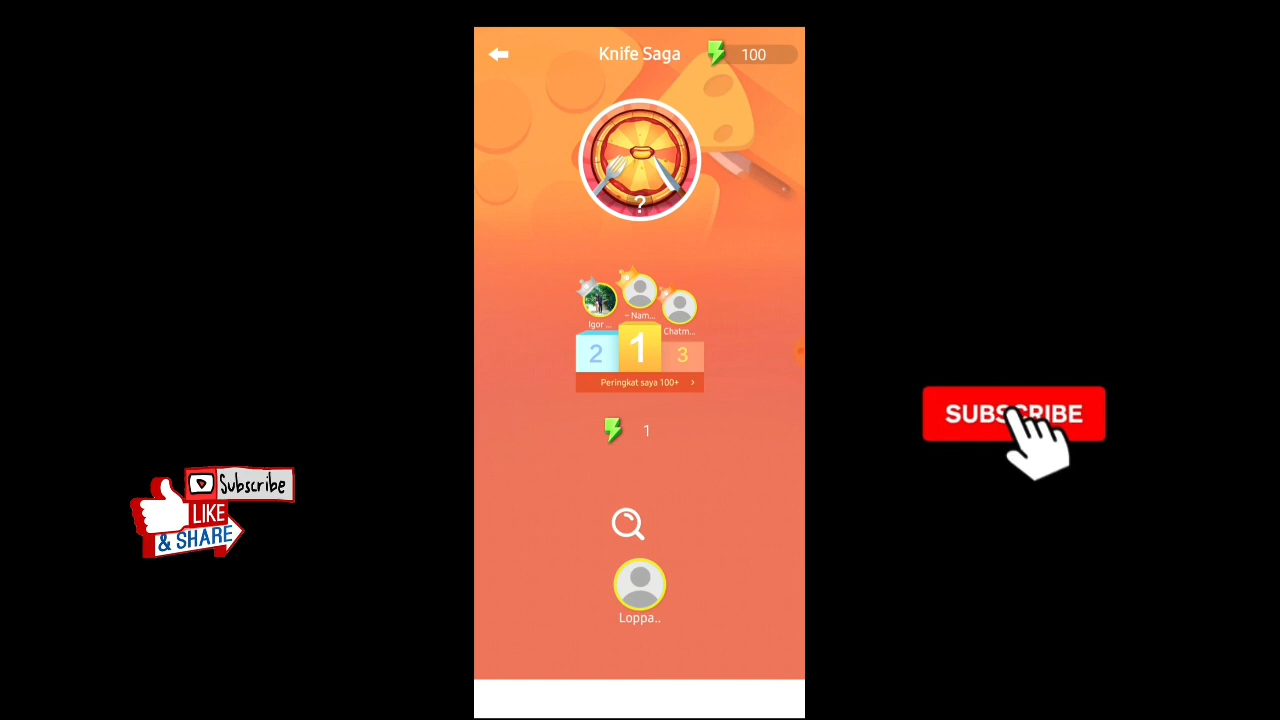 Knife Saga
100
?
Igor ...
~ Nam...
Chatm...
2
1
3
Peringkat saya 100+ ›
1
Loppa..
Subscribe
LIKE
& SHARE
SUBSCRIBE